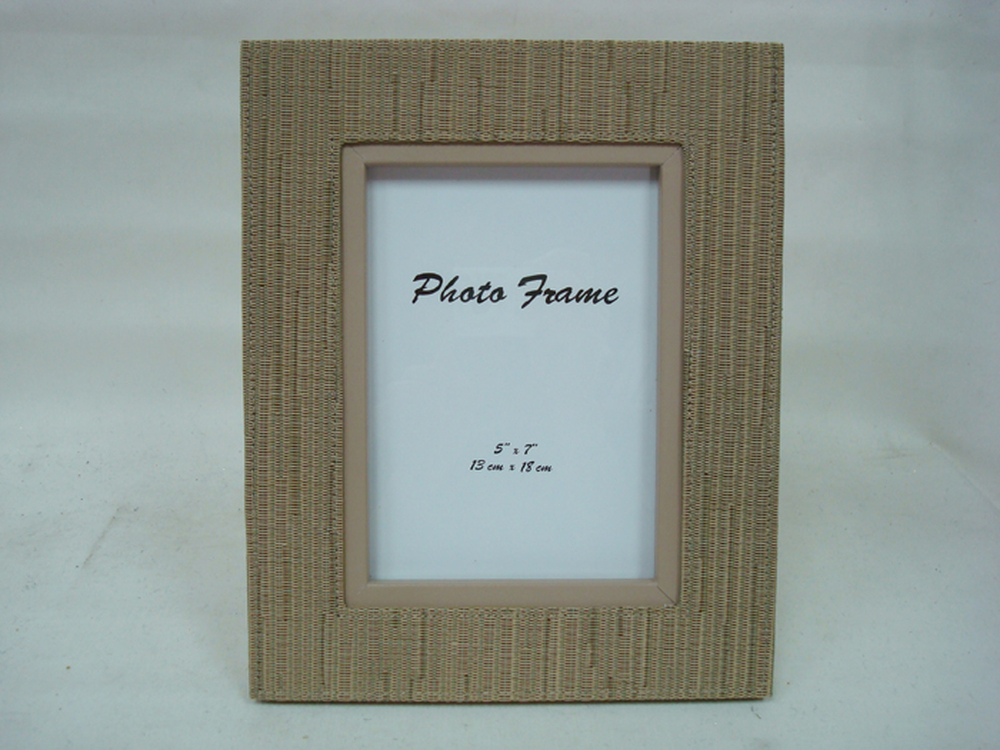 Photo Frame
5" x 7"
13 cm x 18 cm